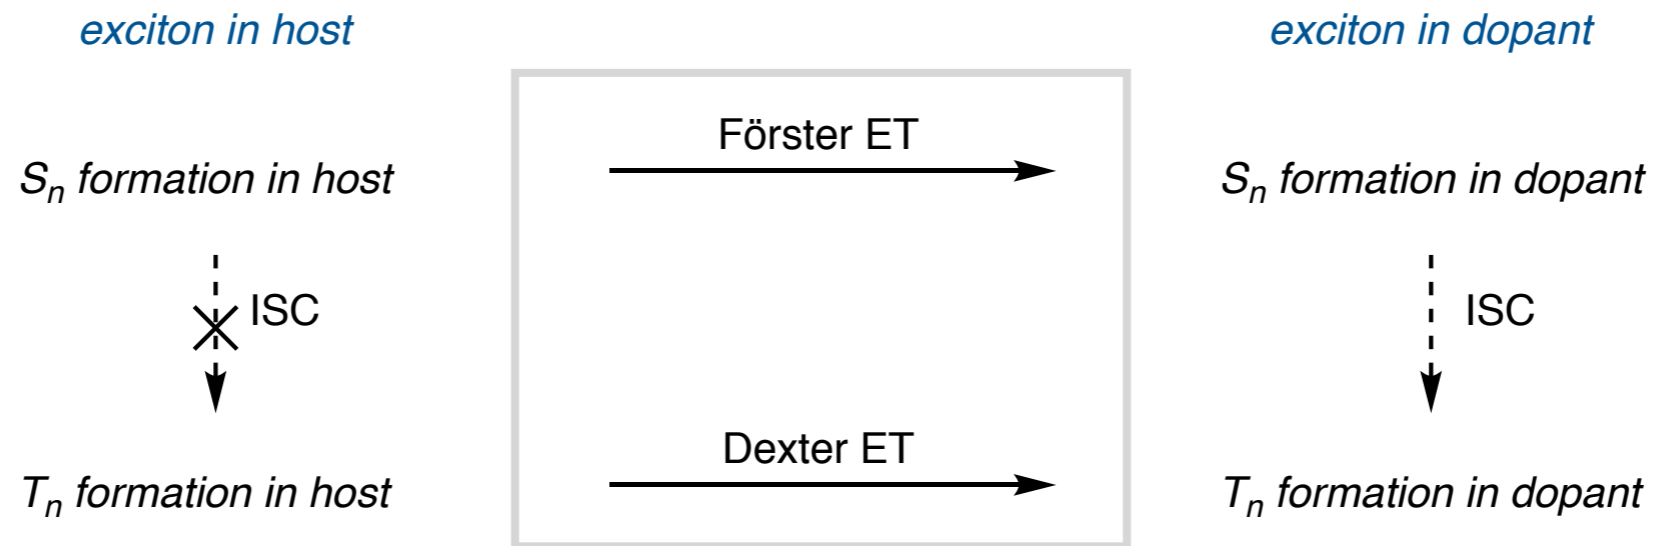 exciton in host
exciton in dopant
Förster ET
Sn formation in host
Sn formation in dopant
ISC
ISC
Dexter ET
Tn formation in host
Tn formation in dopant